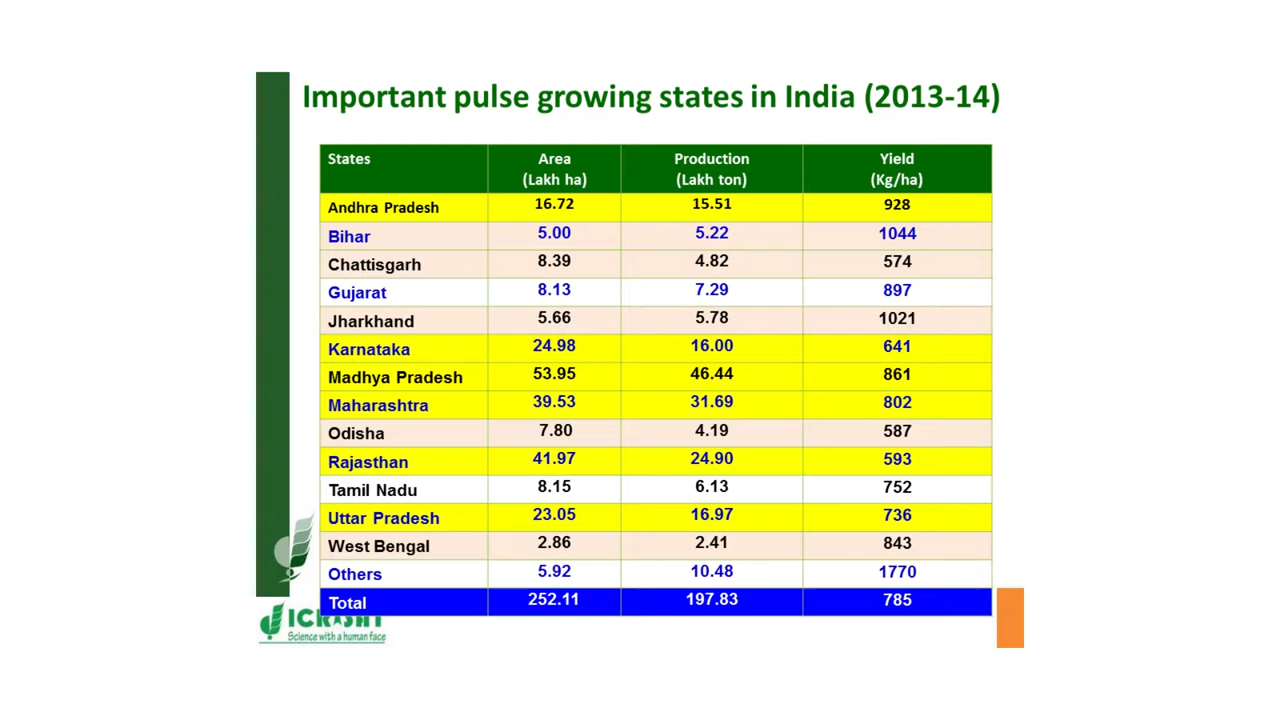 Important pulse growing states in India (2013-14)
States Area Production Yield
(Lakh ha) (Lakh ton) (Kg/ha)
Andhra Pradesh 16.72 15.51 928
Bihar 5.00 5.22 1044
Chattisgarh 8.39 4.82 574
Gujarat 8.13 7.29 897
Jharkhand 5.66 5.78 1021
Karnataka 24.98 16.00 641
Madhya Pradesh 53.95 46.44 861
Maharashtra 39.53 31.69 802
Odisha 7.80 4.19 587
Rajasthan 41.97 24.90 593
Tamil Nadu 8.15 6.13 752
Uttar Pradesh 23.05 16.97 736
West Bengal 2.86 2.41 843
Others 5.92 10.48 1770
Total 252.11 197.83 785
ICRISAT
Science with a human face